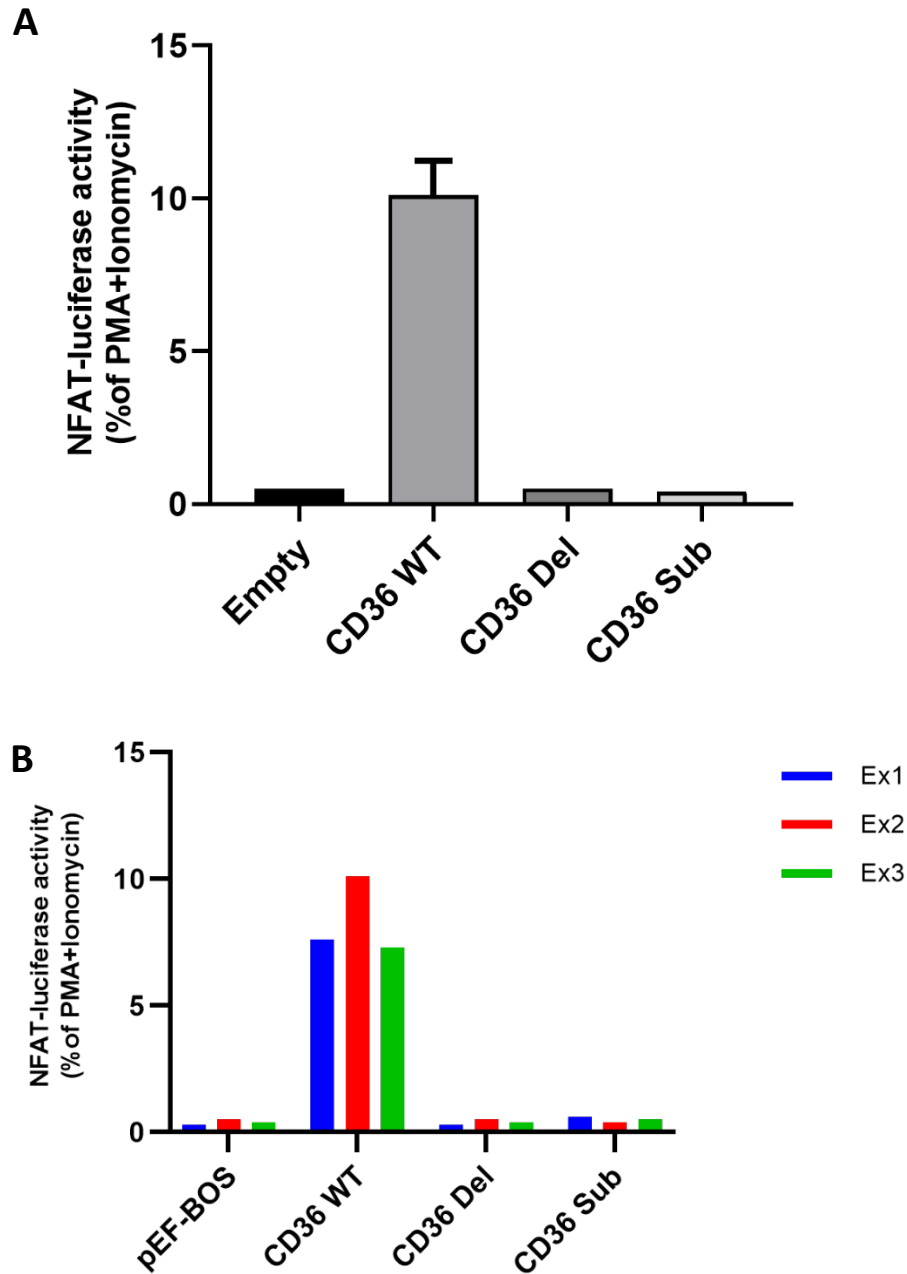 A
NFAT-luciferase activity
(%of PMA+Ionomycin)
15
10
5
0
Empty
CD36 WT
CD36 Del
CD36 Sub
B
NFAT-luciferase activity
(%of PMA+Ionomycin)
15
10
5
0
pEF-BOS
CD36 WT
CD36 Del
CD36 Sub
Ex1
Ex2
Ex3